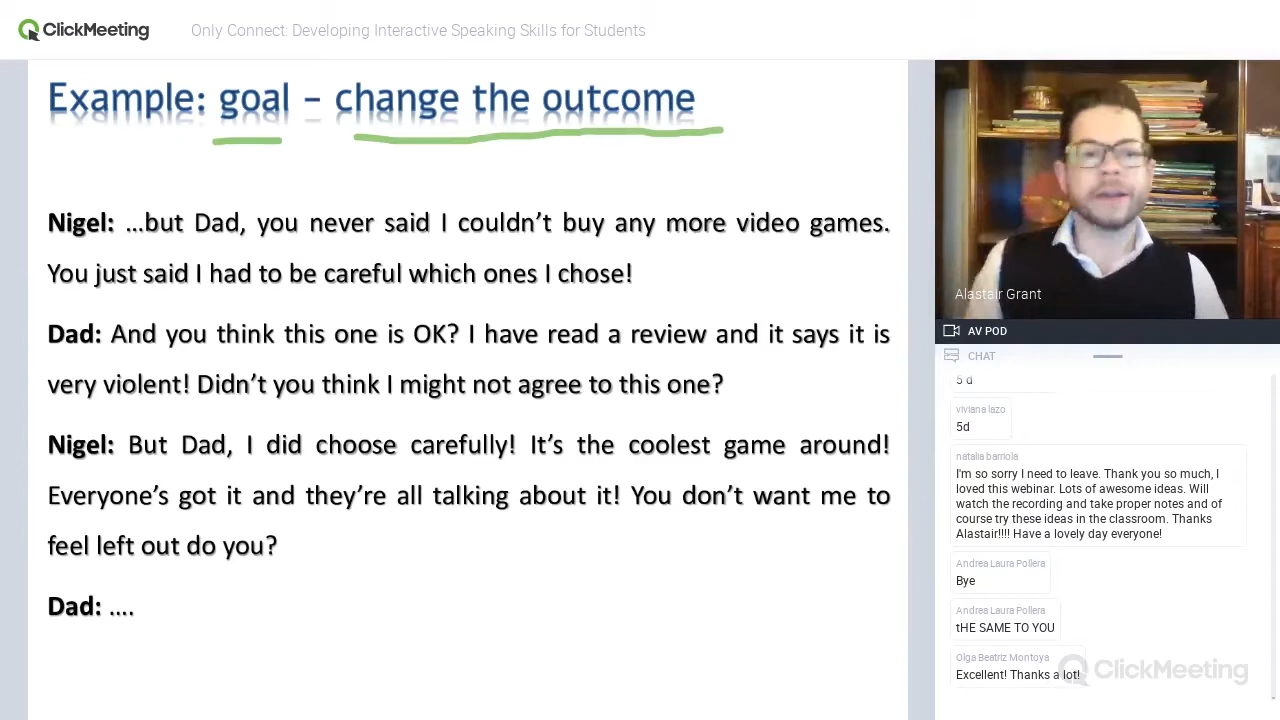 ClickMeeting
Only Connect: Developing Interactive Speaking Skills for Students
Example: goal – change the outcome
Nigel: …but Dad, you never said I couldn't buy any more video games.
You just said I had to be careful which ones I chose!
Dad: And you think this one is OK? I have read a review and it says it is
very violent! Didn't you think I might not agree to this one?
Nigel: But Dad, I did choose carefully! It's the coolest game around!
Everyone's got it and they're all talking about it! You don't want me to
feel left out do you?
Dad: ....
Alastair Grant
AV POD
CHAT
5 d
viviana lazo
5d
natalia barriola
I'm so sorry I need to leave. Thank you so much, I
loved this webinar. Lots of awesome ideas. Will
watch the recording and take proper notes and of
course try these ideas in the classroom. Thanks
Alastair!!!! Have a lovely day everyone!
Andrea Laura Pollera
Bye
Andrea Laura Pollera
tHE SAME TO YOU
Olga Beatriz Montoya
Excellent! Thanks a lot!
ClickMeeting